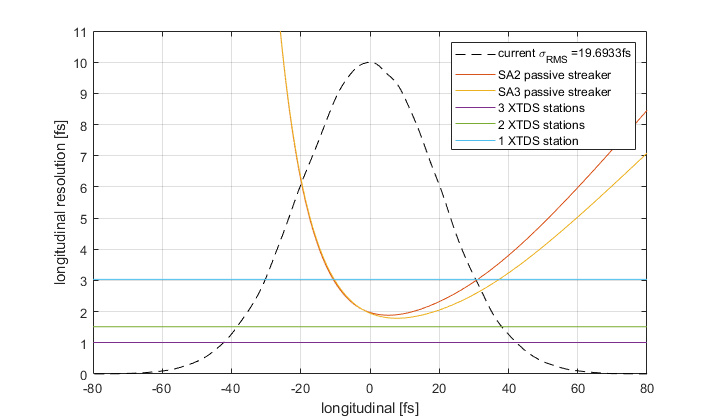 11
10
9
8
7
6
5
4
3
2
1
0
longitudinal resolution [fs]
current σRMS =19.6933fs
SA2 passive streaker
SA3 passive streaker
3 XTDS stations
2 XTDS stations
1 XTDS station
-80 -60 -40 -20 0 20 40 60 80
longitudinal [fs]